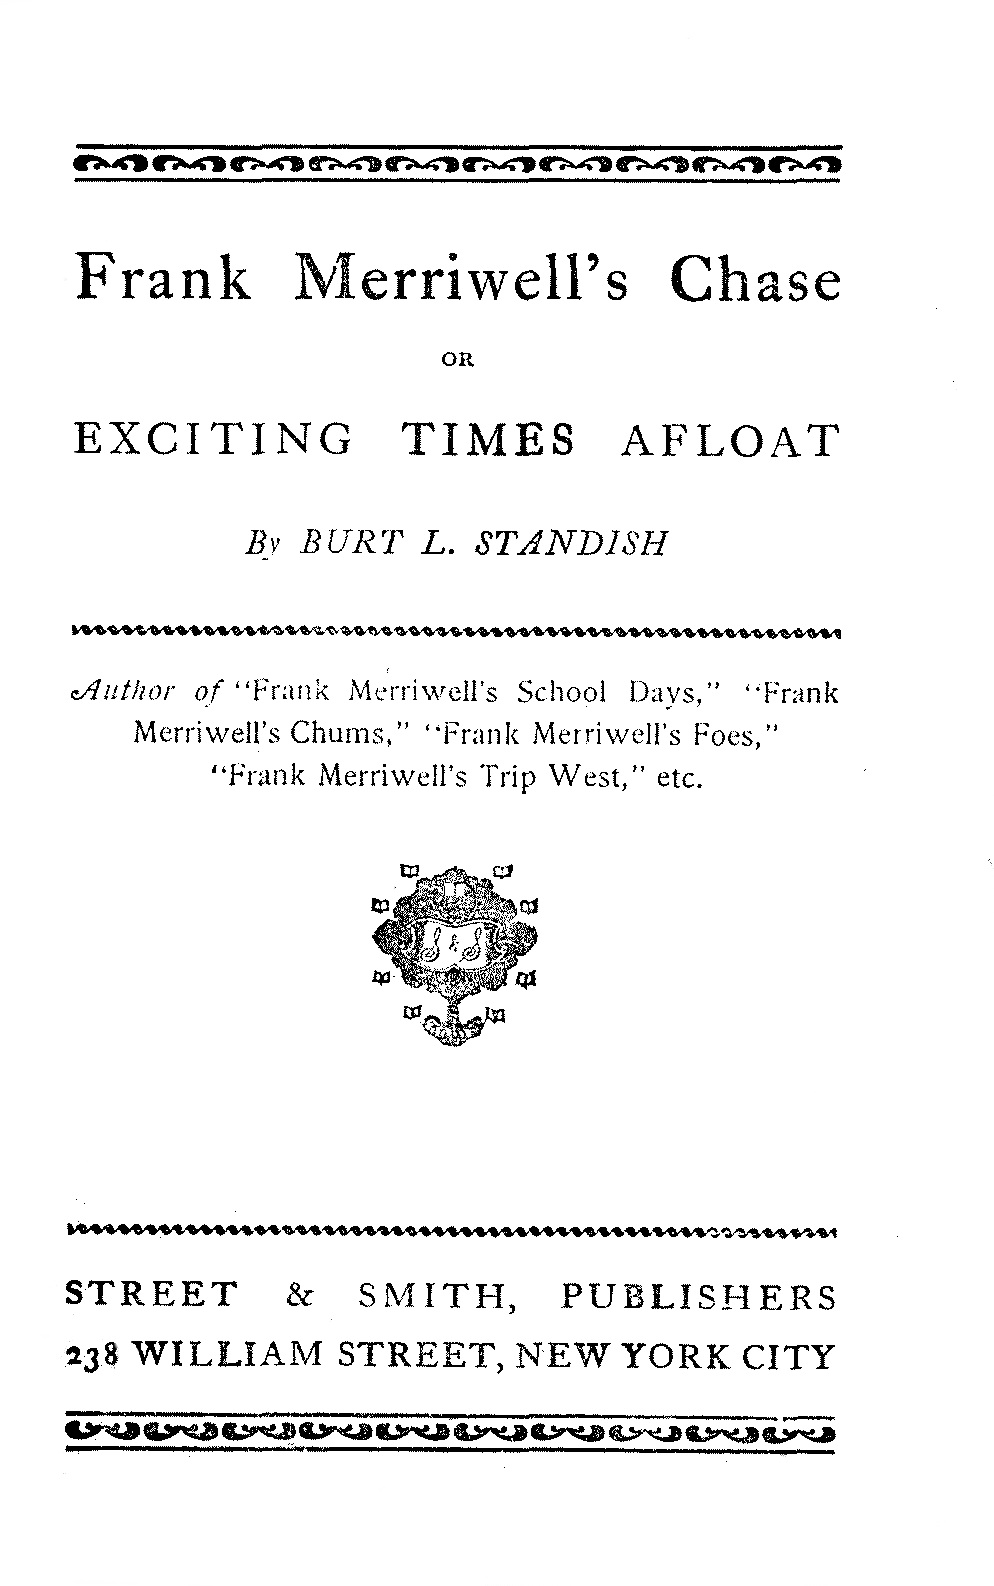 Frank Merriwell's Chase
OR
EXCITING TIMES AFLOAT
By BURT L. STANDISH
Author of "Frank Merriwell's School Days," "Frank
Merriwell's Chums," "Frank Merriwell's Foes,"
"Frank Merriwell's Trip West," etc.
STREET & SMITH, PUBLISHERS
238 WILLIAM STREET, NEW YORK CITY